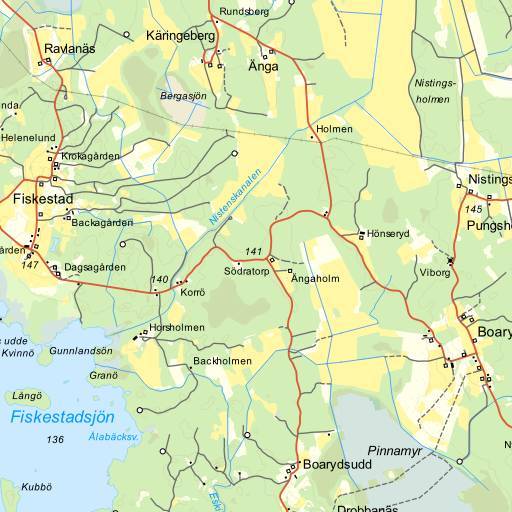 Rundsberg
Käringeberg
Ravlanäs
Änga
Bergasjön
Nistings-
holmen
nda
Holmen
Helenelund
Krokagården
Nistings
Fiskestad
Nistenskanalen
145
Backagården
Pungsh
Hönseryd
gården
147
141
Dagsagården
140
Södratorp
Ängaholm
Viborg
Korrö
Horsholmen
Boary
s udde
Kvinnö
Gunnlandsön
Backholmen
Granö
Långö
Fiskestadsjön
136
Ålabäcksv.
N
Pinnamyr
Boarydsudd
Kubbö
Eski
Drobbanäs